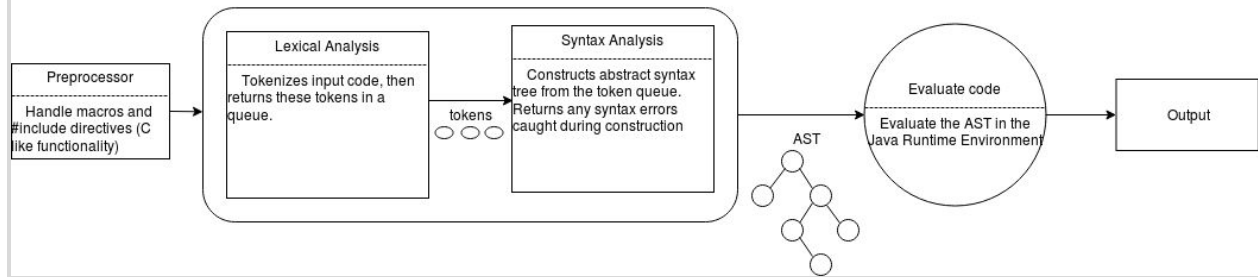 Preprocessor
Handle macros and
#include directives (C
like functionality)
Lexical Analysis
Tokenizes input code, then
returns these tokens in a
queue.
tokens
Syntax Analysis
Constructs abstract syntax
tree from the token queue.
Returns any syntax errors
caught during construction
AST
Evaluate code
Evaluate the AST in the
Java Runtime Environment
Output